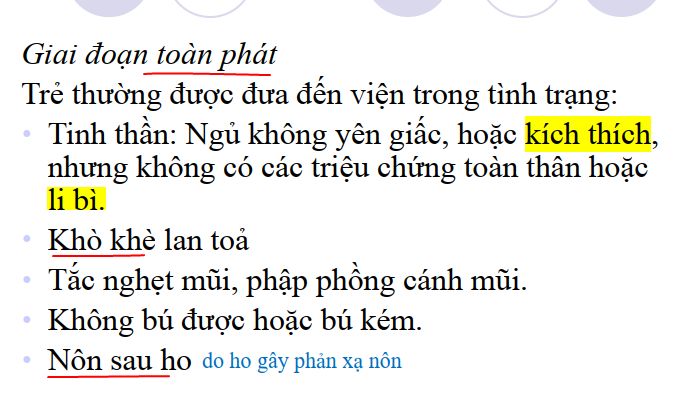 Giai đoạn toàn phát
Trẻ thường được đưa đến viện trong tình trạng:
• Tinh thần: Ngủ không yên giấc, hoặc kích thích,
nhưng không có các triệu chứng toàn thân hoặc
li bì.
• Khò khè lan toả
• Tắc nghẹt mũi, phập phồng cánh mũi.
• Không bú được hoặc bú kém.
• Nôn sau ho do ho gây phản xạ nôn